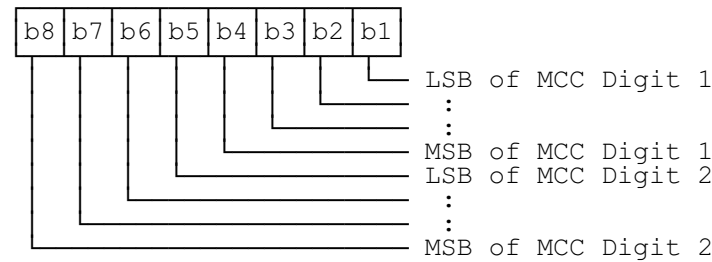 b8 b7 b6 b5 b4 b3 b2 b1
LSB of MCC Digit 1
:
:
MSB of MCC Digit 1
LSB of MCC Digit 2
:
:
MSB of MCC Digit 2